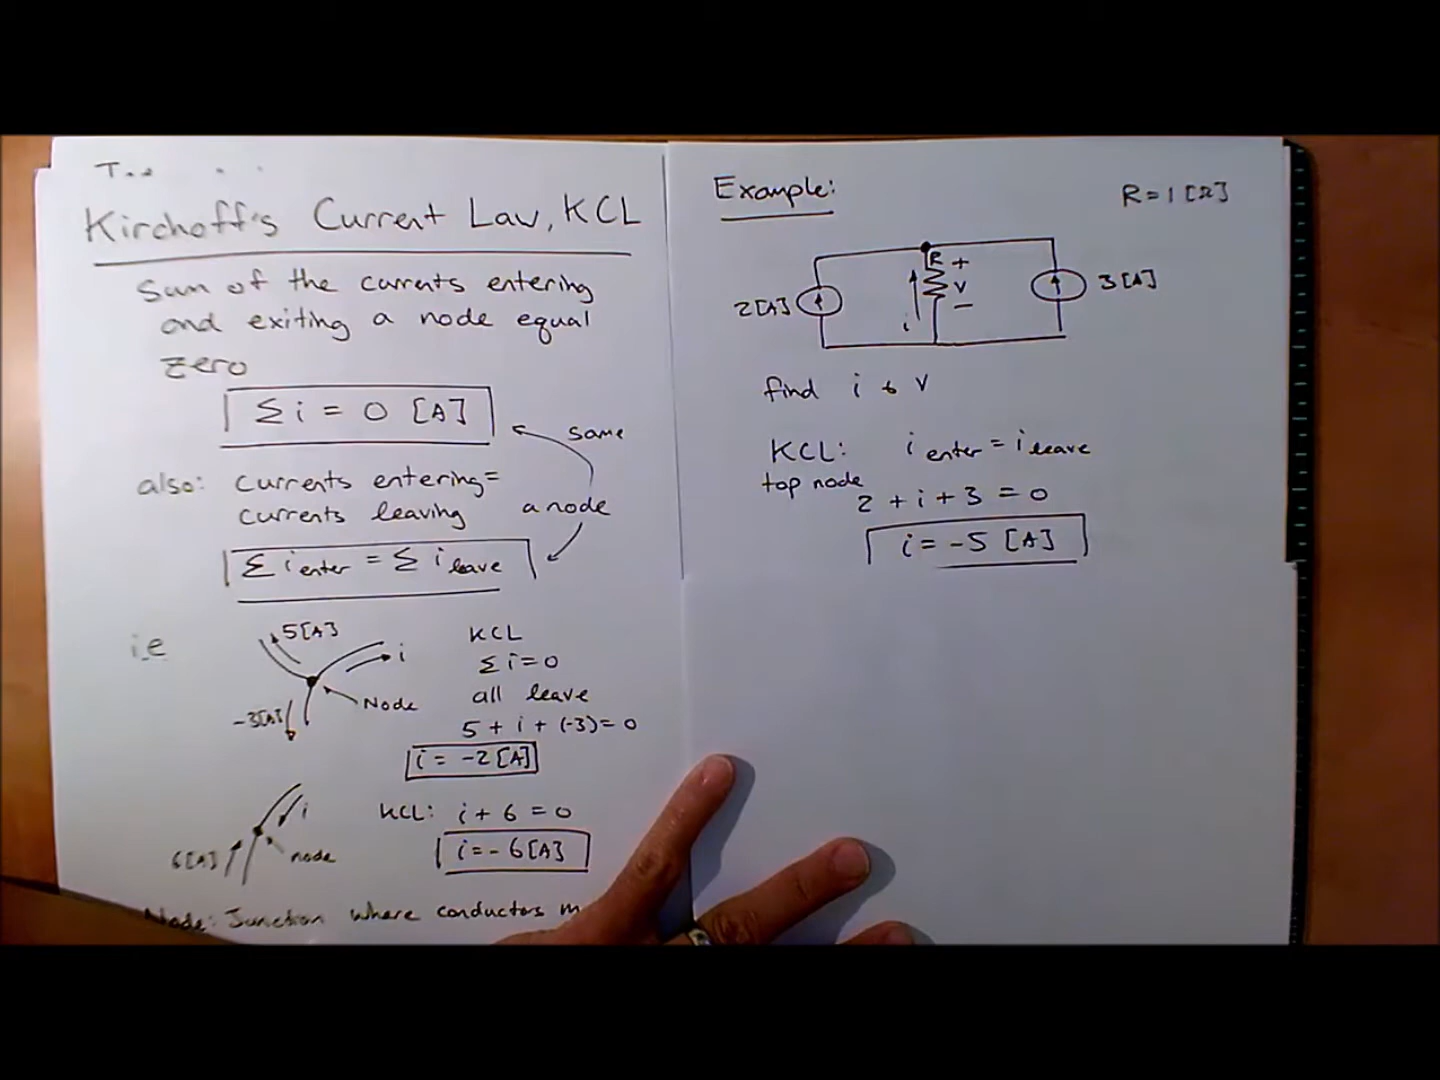 Kirchoff's Current Law, KCL
Sum of the currents entering
and exiting a node equal
zero
Σi = 0 [A]
same
also: currents entering=
currents leaving a node
Σ i enter = Σ i leave
i.e
5[A]
i
-3[A]
Node
KCL
Σi=0
all leave
5 + i + (-3) = 0
i = -2[A]
i
6[A]
node
KCL: i + 6 = 0
i = -6[A]
Node: Junction where conductors
Example:
R = 1 [Ω]
2[A]
i
R +
V
−
3[A]
find i & V
KCL: i enter = i leave
top node
2 + i + 3 = 0
i = -5 [A]